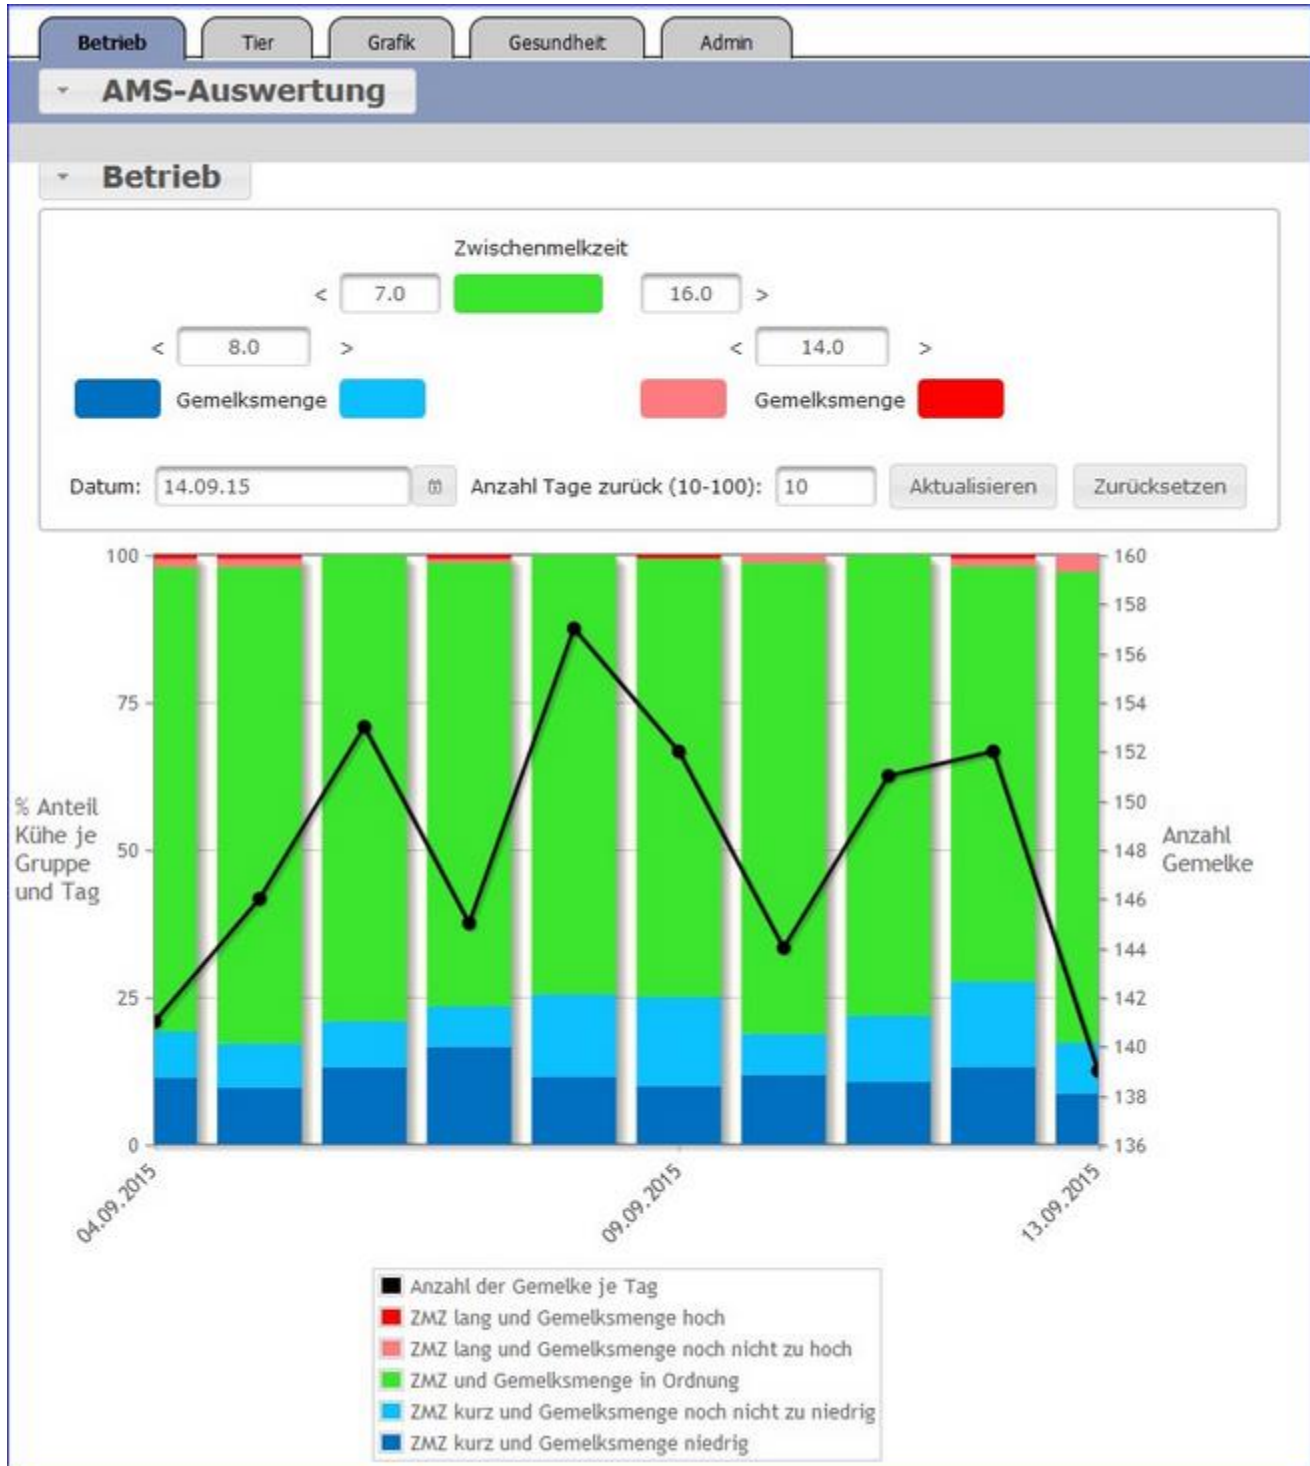 Betrieb Tier Grafik Gesundheit Admin
AMS-Auswertung
Betrieb
Zwischenmelkzeit
< 7.0 16.0 >
< 8.0 > < 14.0 >
Gemelksmenge Gemelksmenge
Datum: 14.09.15 Anzahl Tage zurück (10-100): 10 Aktualisieren Zurücksetzen
100 160
158
156
75 154
152
% Anteil
Kühe je
Gruppe
und Tag
150
50 148
Anzahl
Gemelke
146
144
25 142
140
138
0 136
04.09.2015 09.09.2015 13.09.2015
Anzahl der Gemelke je Tag
ZMZ lang und Gemelksmenge hoch
ZMZ lang und Gemelksmenge noch nicht zu hoch
ZMZ und Gemelksmenge in Ordnung
ZMZ kurz und Gemelksmenge noch nicht zu niedrig
ZMZ kurz und Gemelksmenge niedrig